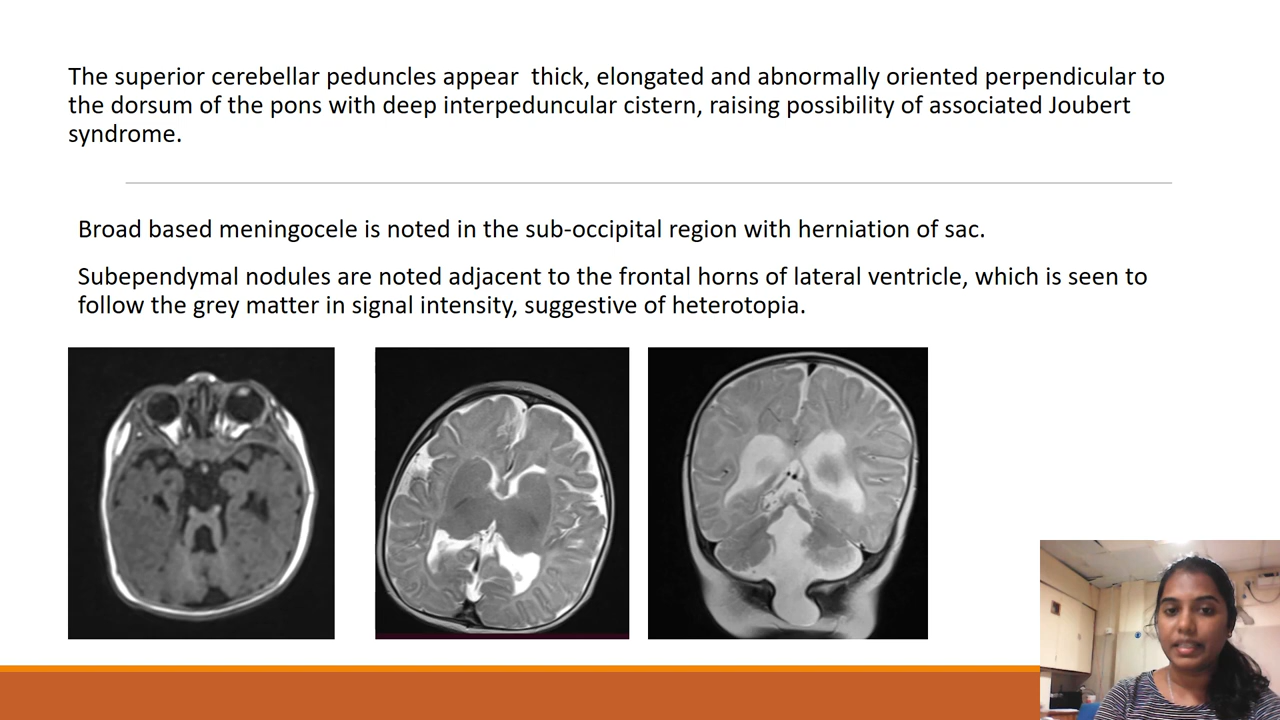 The superior cerebellar peduncles appear  thick, elongated and abnormally oriented perpendicular to
the dorsum of the pons with deep interpeduncular cistern, raising possibility of associated Joubert
syndrome.
Broad based meningocele is noted in the sub-occipital region with herniation of sac.
Subependymal nodules are noted adjacent to the frontal horns of lateral ventricle, which is seen to
follow the grey matter in signal intensity, suggestive of heterotopia.